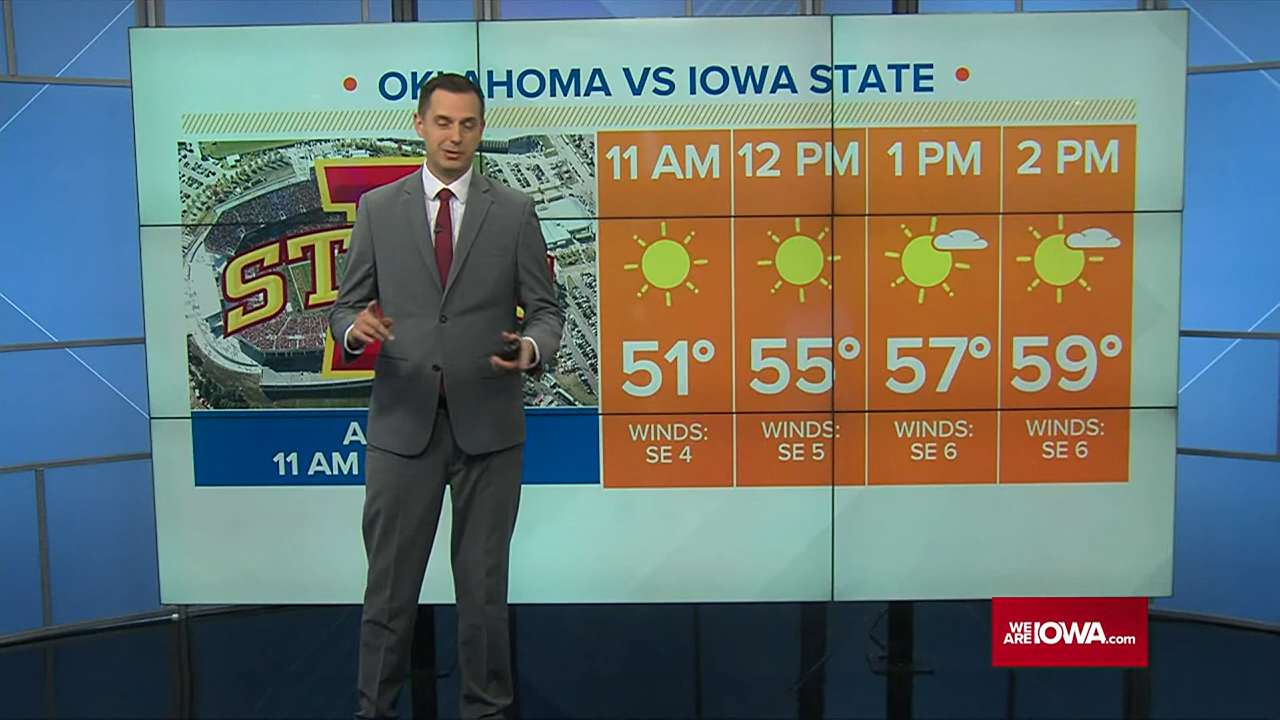 OKLAHOMA VS IOWA STATE
11 AM 12 PM 1 PM 2 PM
51° 55° 57° 59°
WINDS: WINDS: WINDS: WINDS:
SE 4 SE 5 SE 6 SE 6
11 AM
WE ARE IOWA.com